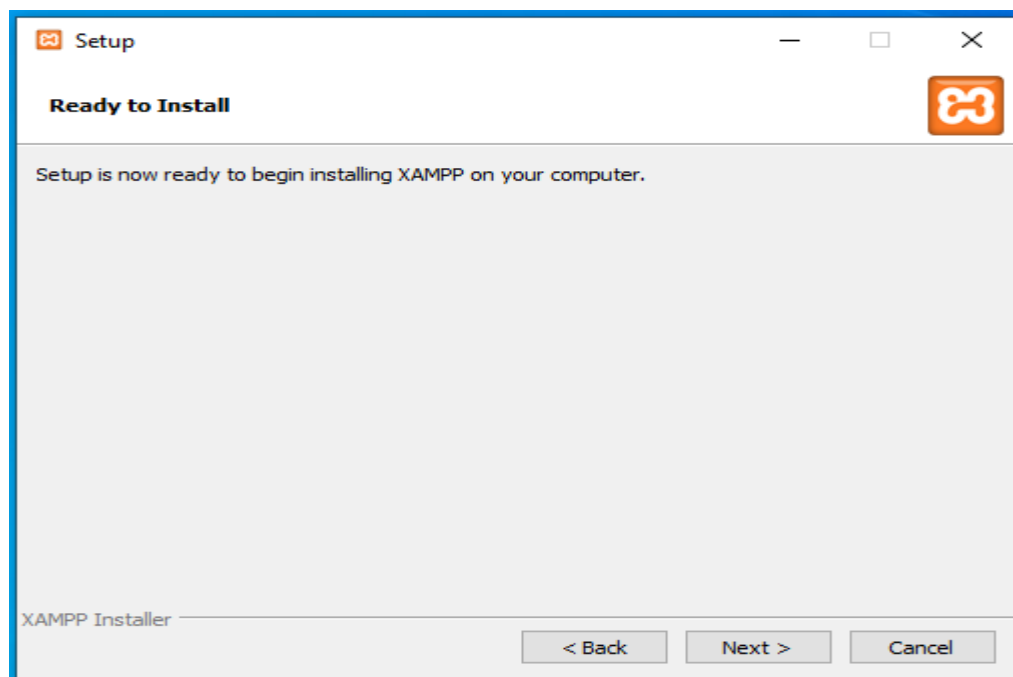 Setup
Ready to Install
Setup is now ready to begin installing XAMPP on your computer.
XAMPP Installer
< Back Next > Cancel